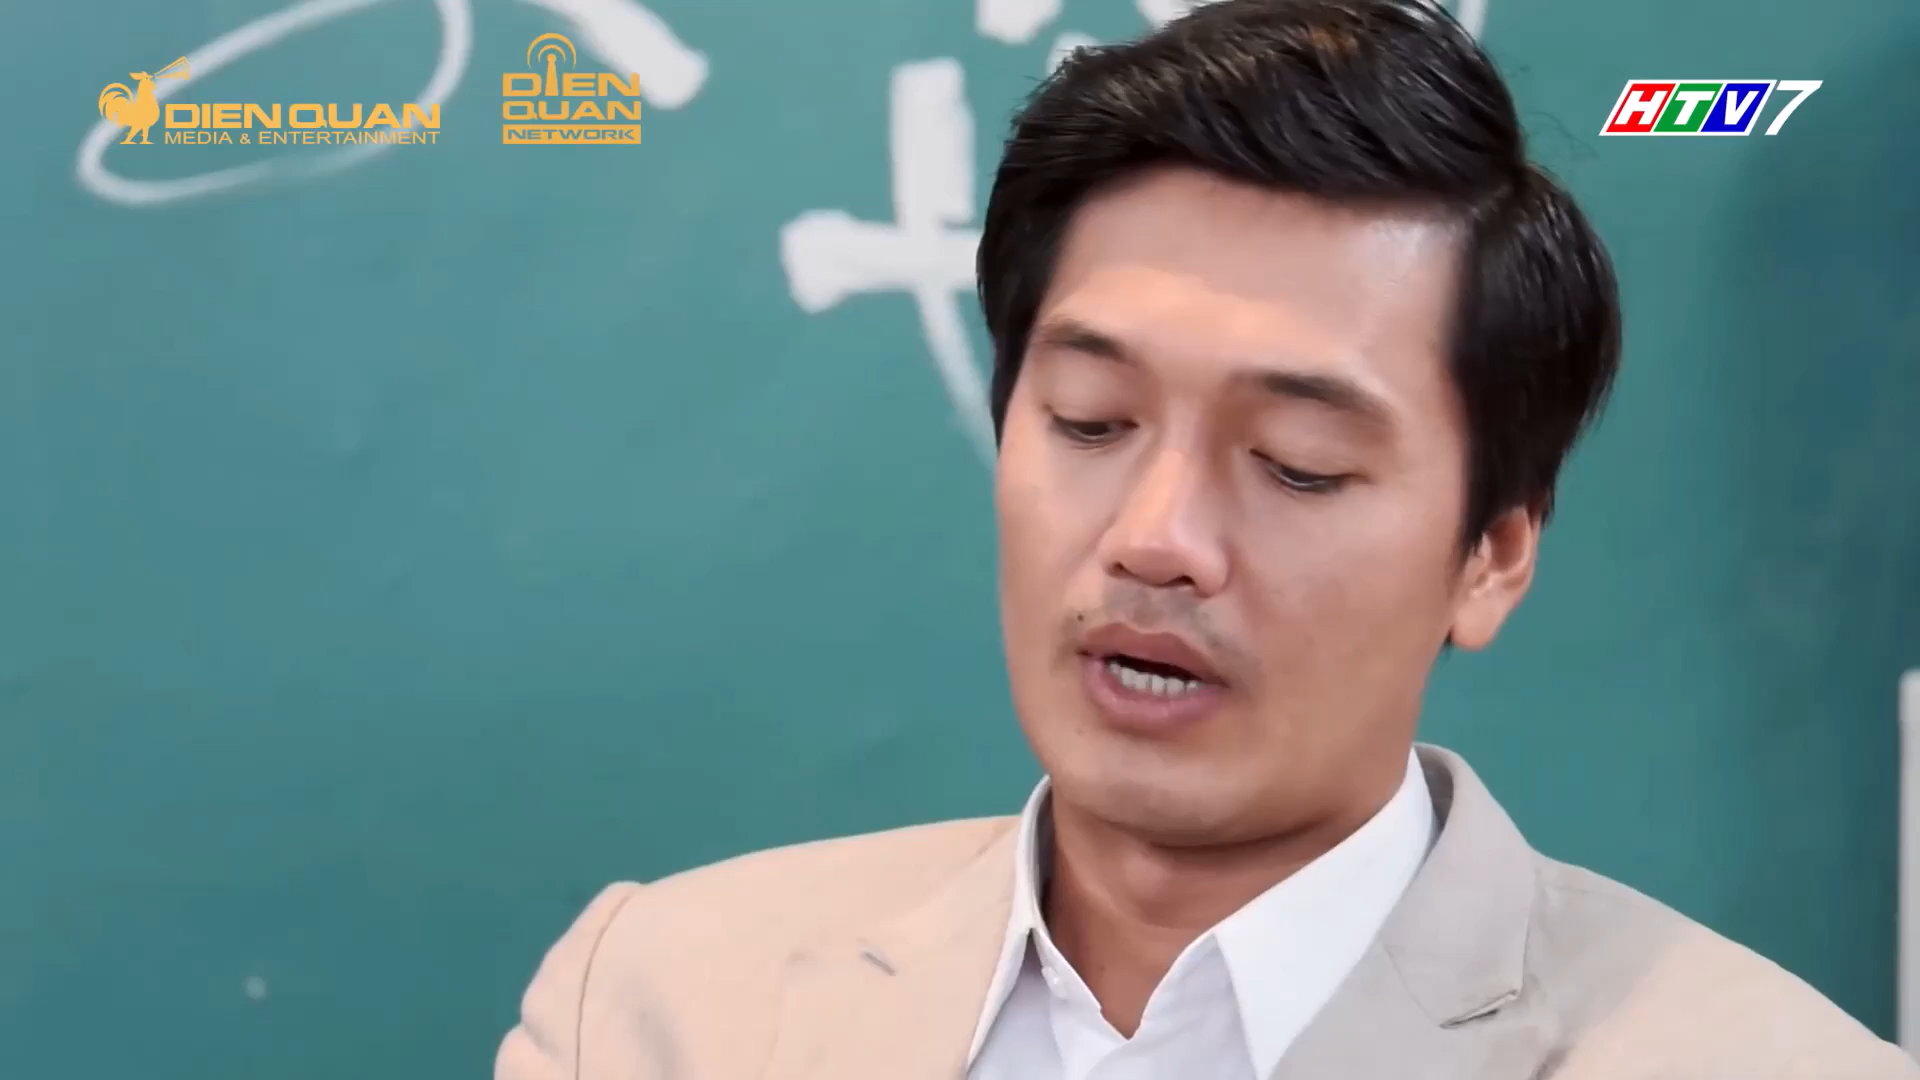 DIEN QUAN
MEDIA & ENTERTAINMENT
DIEN
QUAN
NETWORK
HTV7